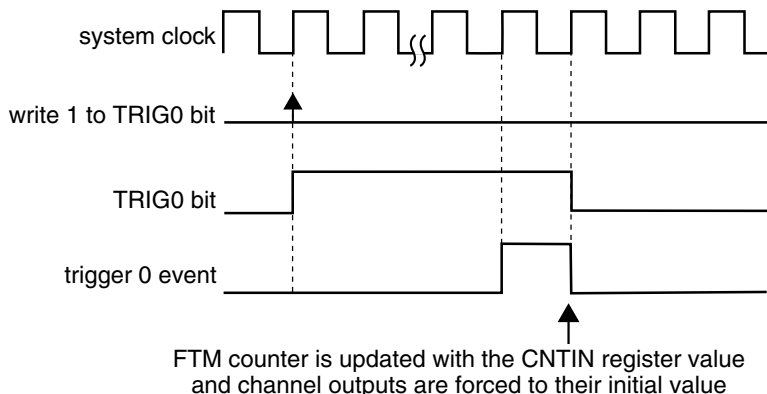 system clock
write 1 to TRIG0 bit
TRIG0 bit
trigger 0 event
FTM counter is updated with the CNTIN register value
and channel outputs are forced to their initial value